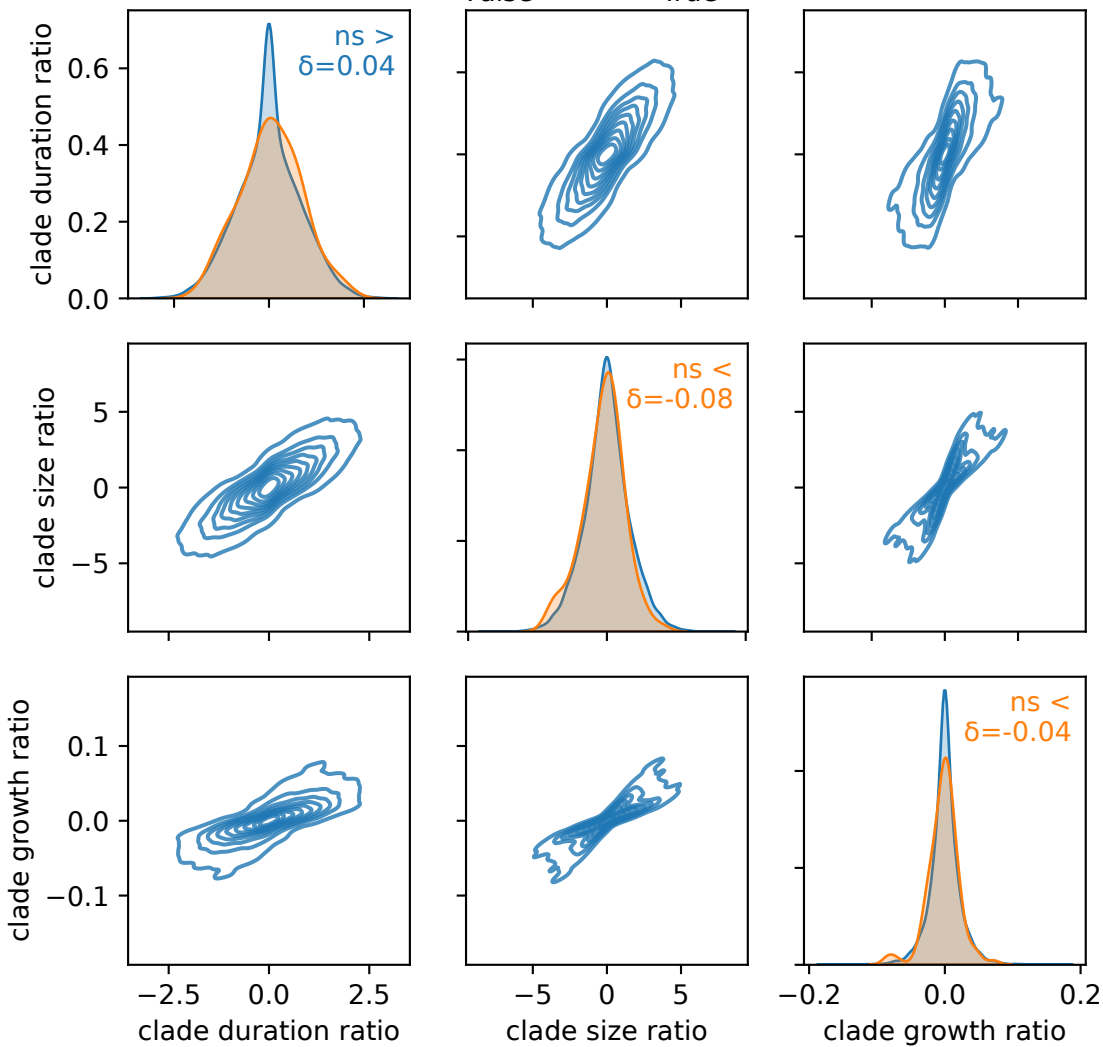 clade duration ratio
0.6
0.4
0.2
0.0
ns >
δ=0.04
clade size ratio
5
0
−5
ns <
δ=-0.08
clade growth ratio
0.1
0.0
−0.1
ns <
δ=-0.04
−2.5 0.0 2.5
−5 0 5
−0.2 0.0 0.2
clade duration ratio
clade size ratio
clade growth ratio